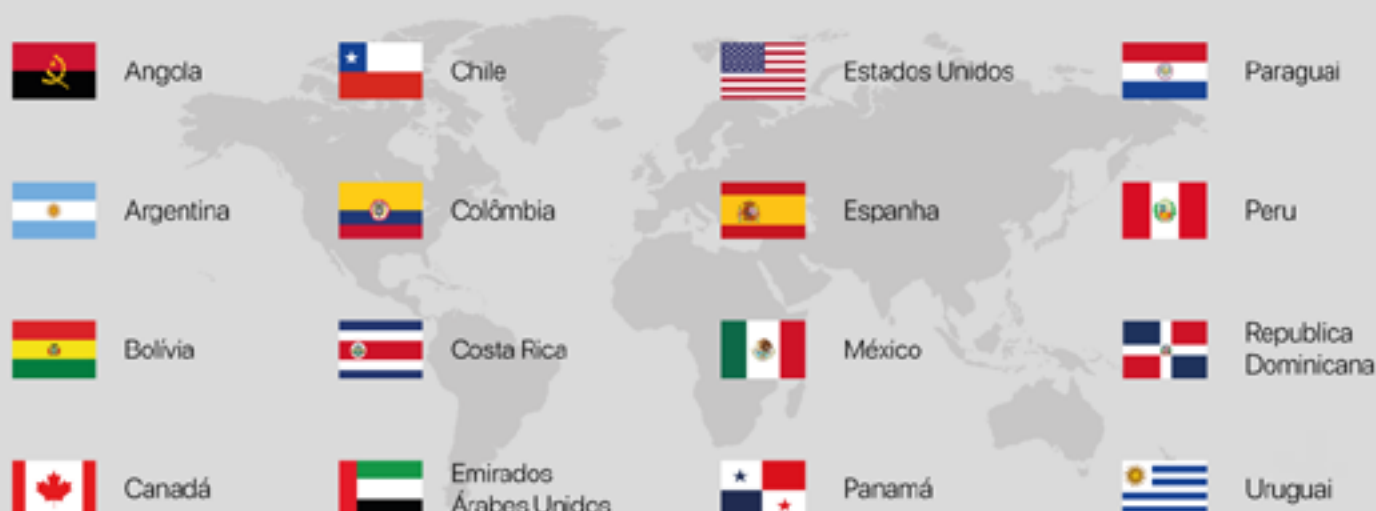 Angola
Chile
Estados Unidos
Paraguai
Argentina
Colômbia
Espanha
Peru
Bolívia
Costa Rica
México
Republica
Dominicana
Canadá
Emirados
Árabes Unidos
Panamá
Uruguai